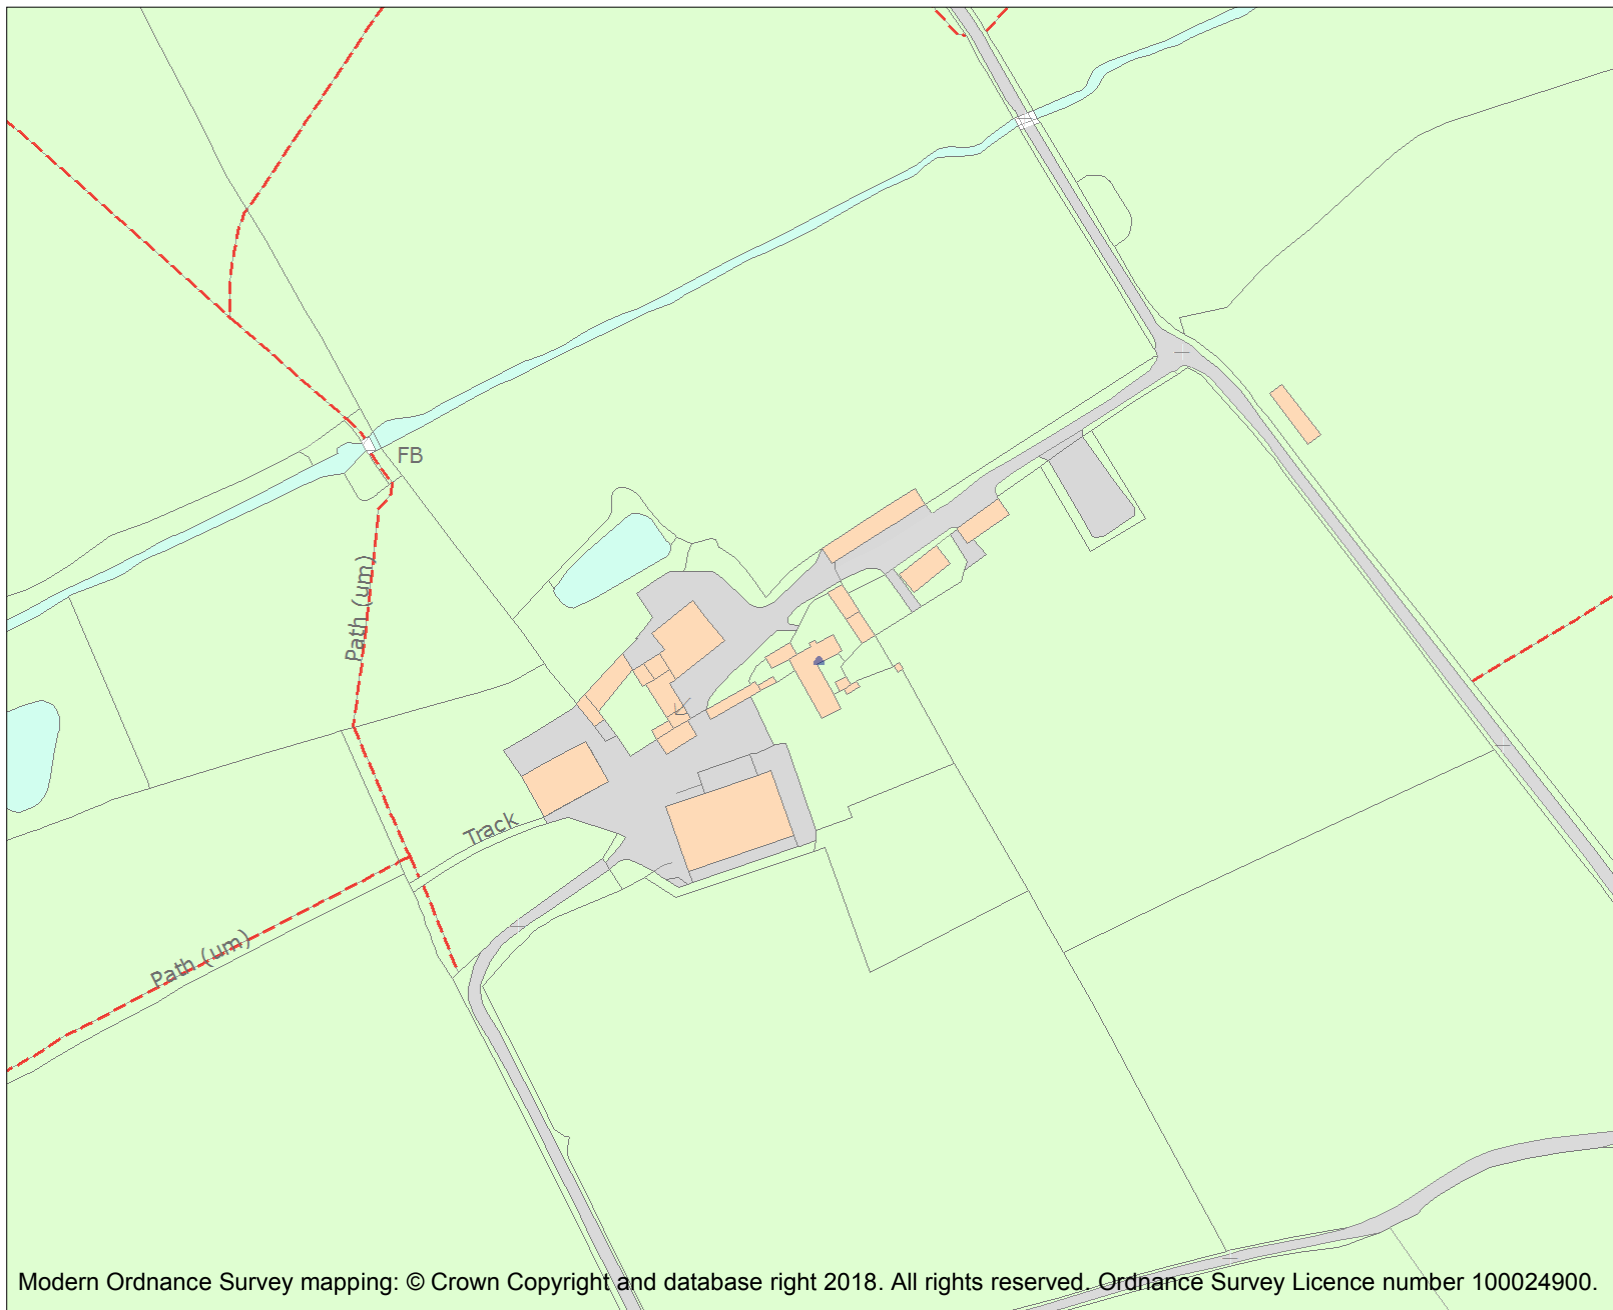 FB
Path (um)
Track
Path (um)
Modern Ordnance Survey mapping: © Crown Copyright and database right 2018. All rights reserved. Ordnance Survey Licence number 100024900.